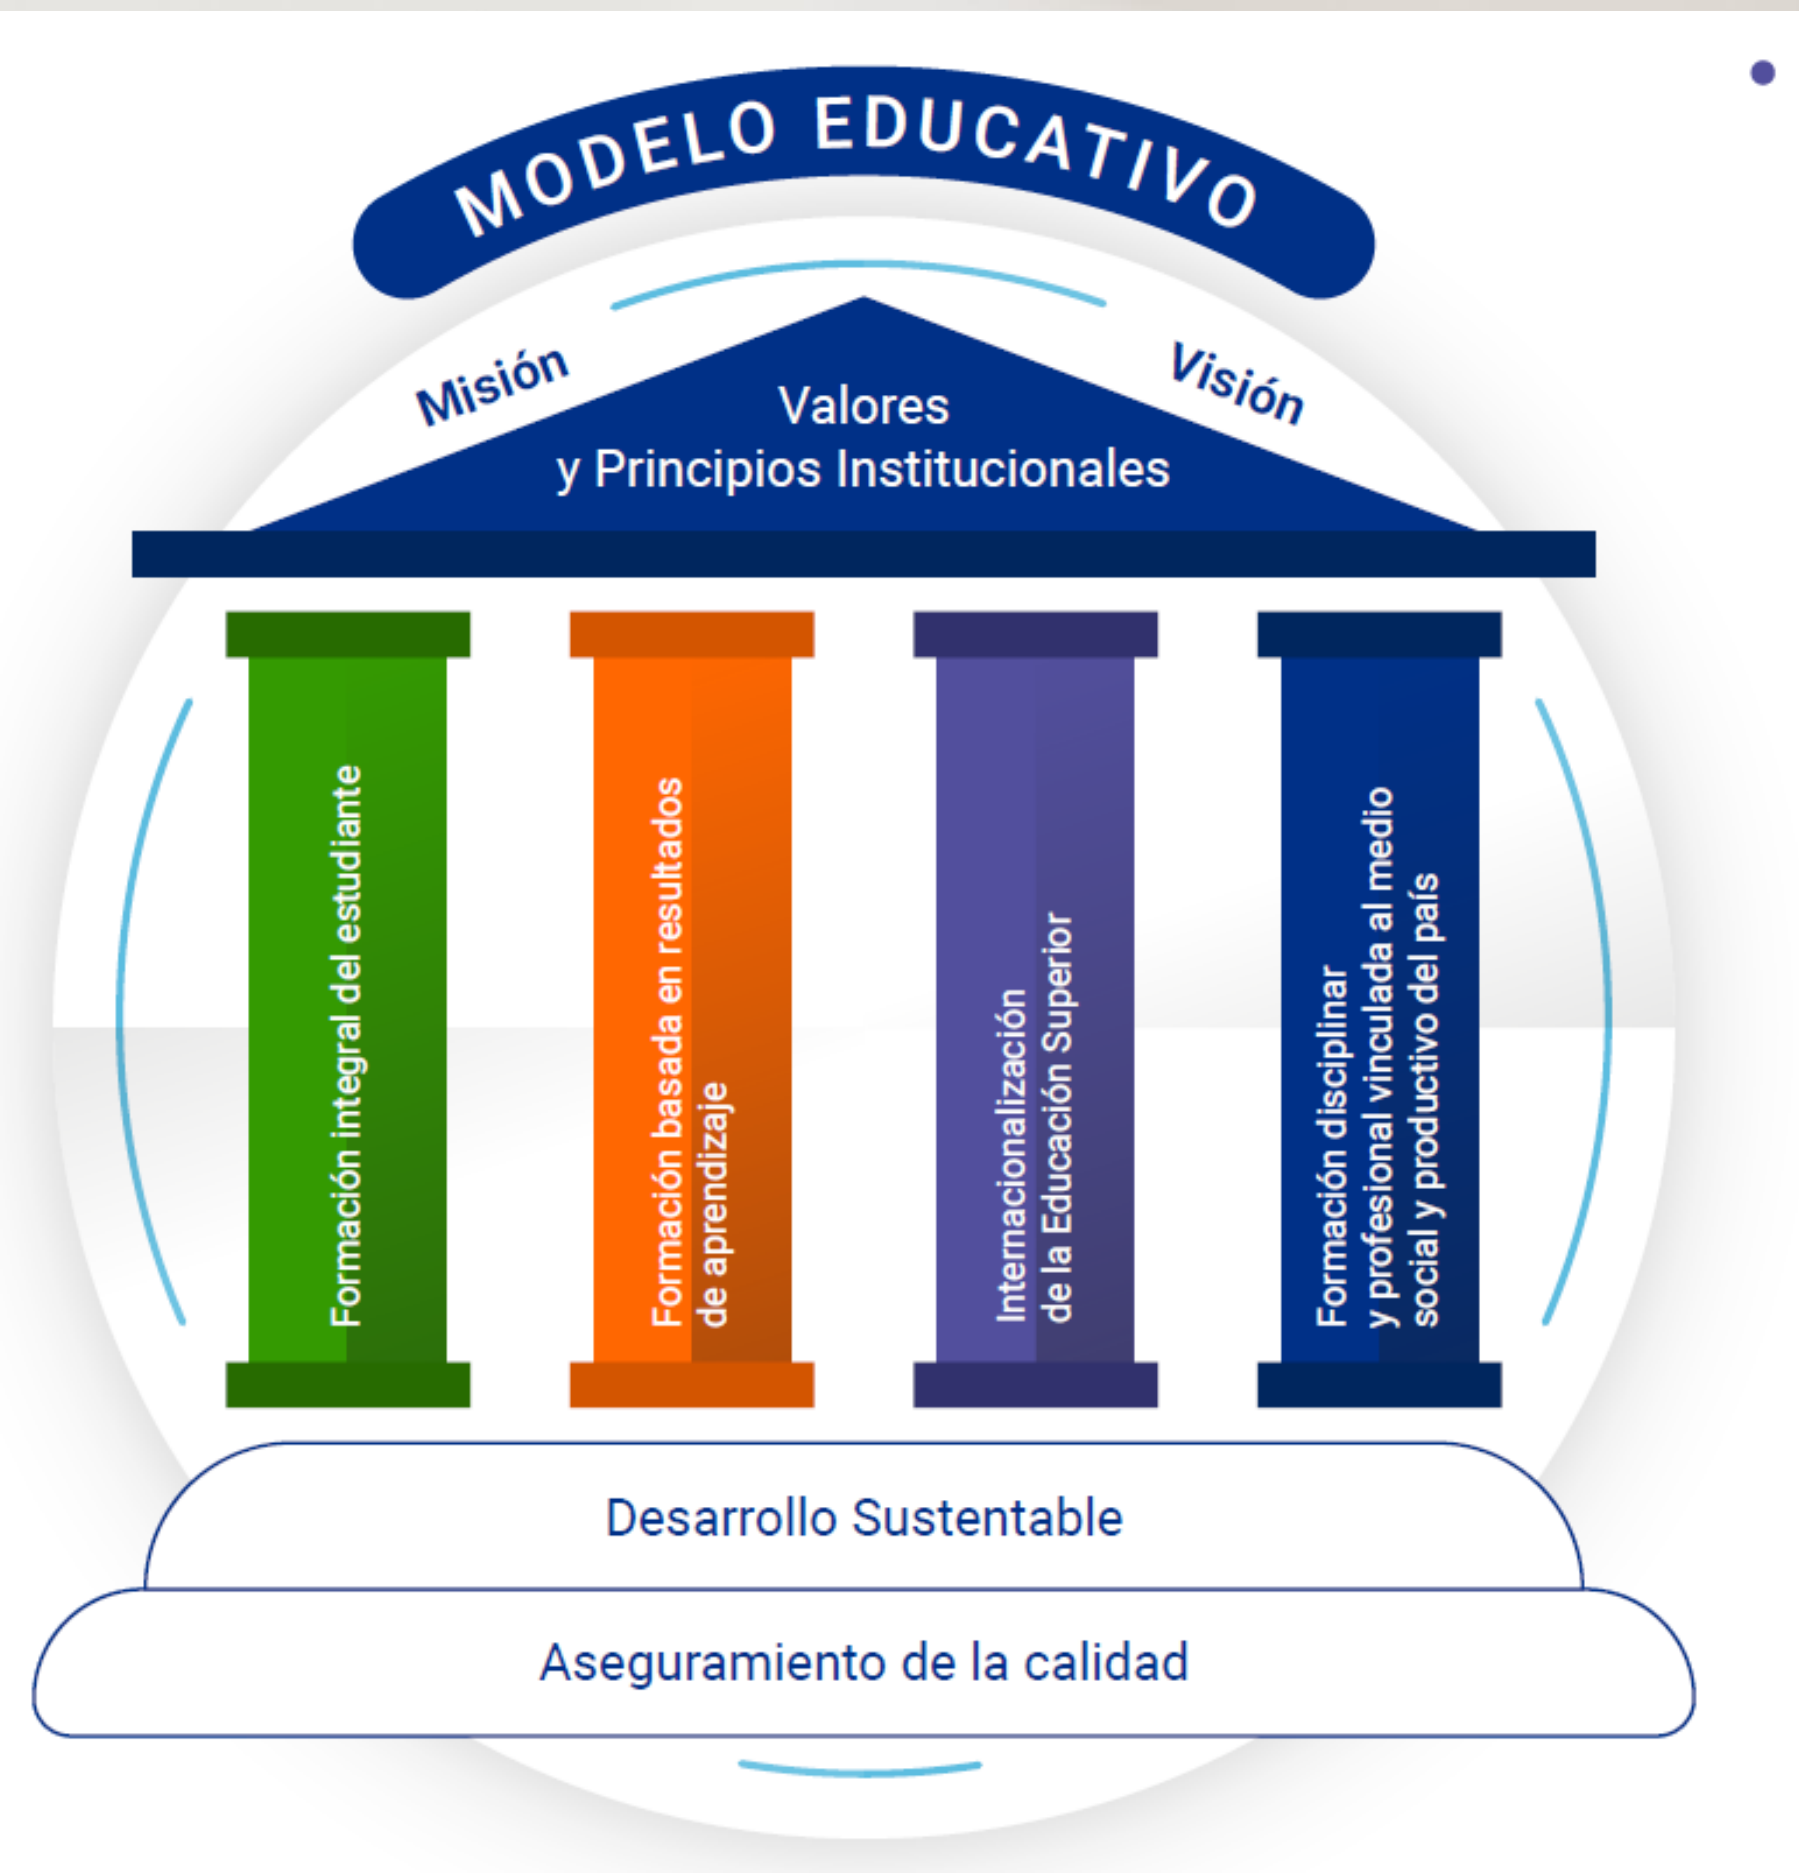 MODELO EDUCATIVO
Misión
Visión
Valores
y Principios Institucionales
Formación integral del estudiante
Formación basada en resultados
de aprendizaje
Internacionalización
de la Educación Superior
Formación disciplinar
y profesional vinculada al medio
social y productivo del país
Desarrollo Sustentable
Aseguramiento de la calidad